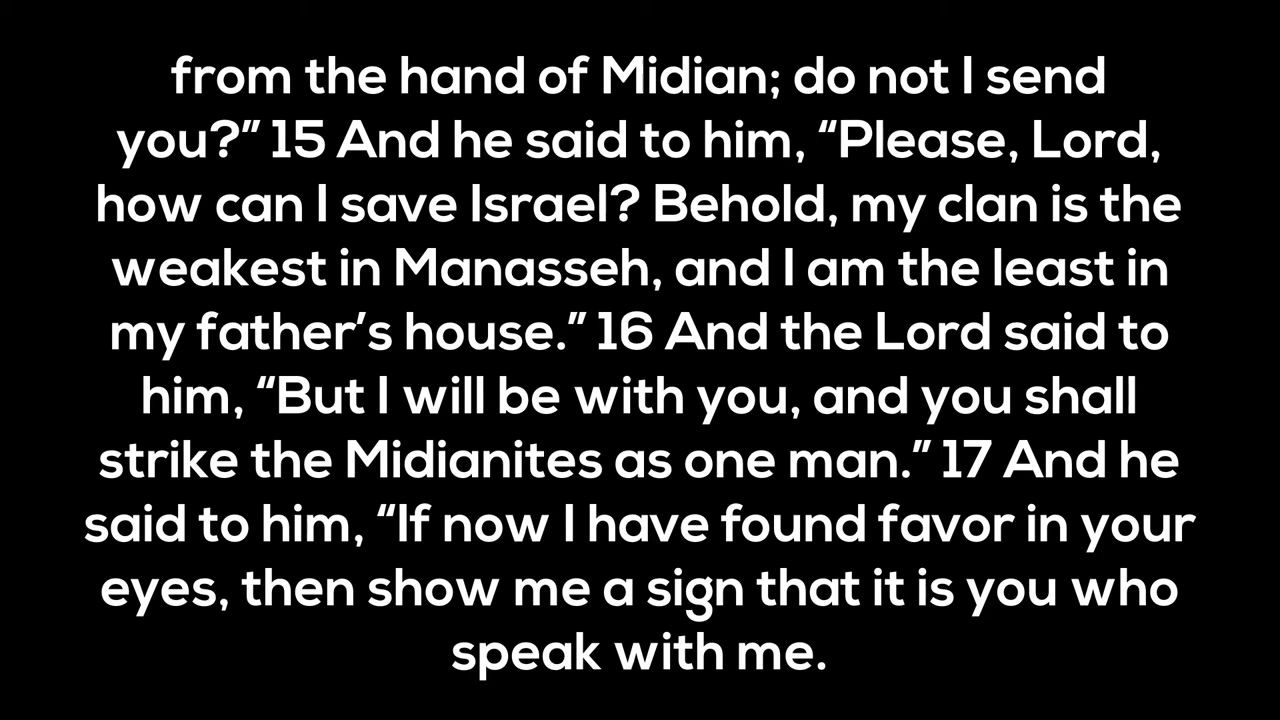 from the hand of Midian; do not I send
you?” 15 And he said to him, “Please, Lord,
how can I save Israel? Behold, my clan is the
weakest in Manasseh, and I am the least in
my father’s house.” 16 And the Lord said to
him, “But I will be with you, and you shall
strike the Midianites as one man.” 17 And he
said to him, “If now I have found favor in your
eyes, then show me a sign that it is you who
speak with me.